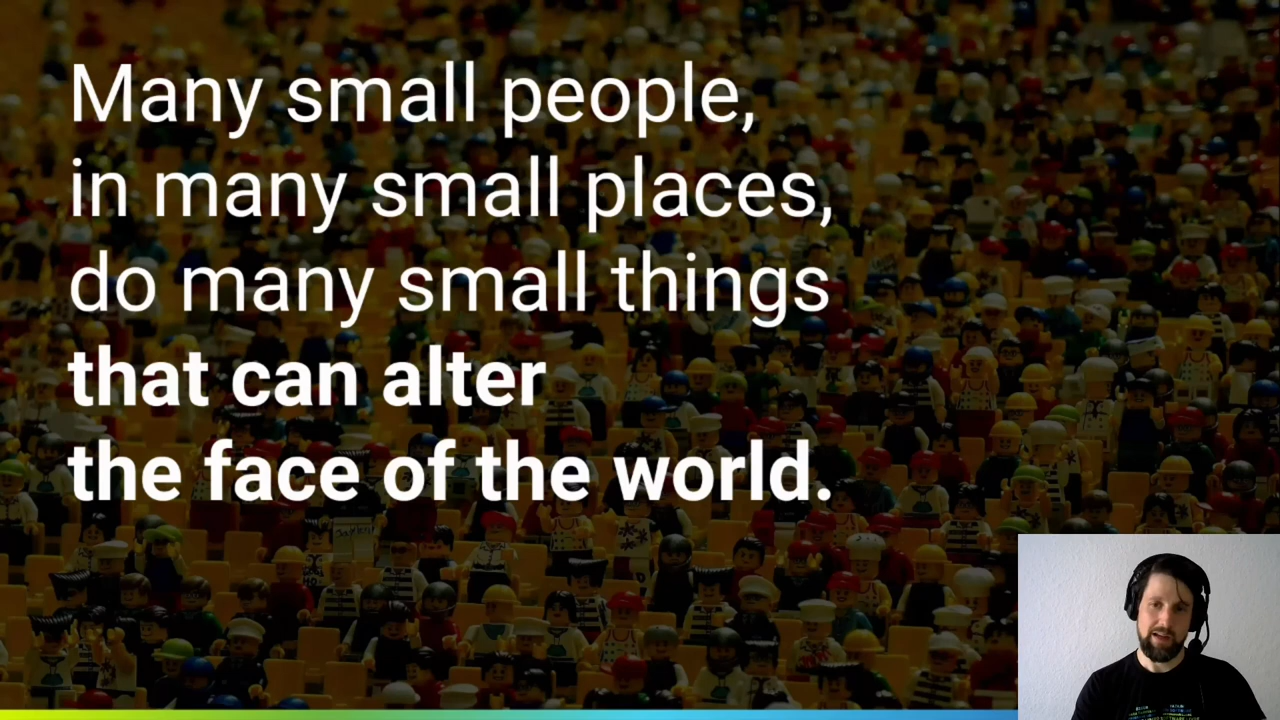 Many small people,
in many small places,
do many small things
that can alter
the face of the world.